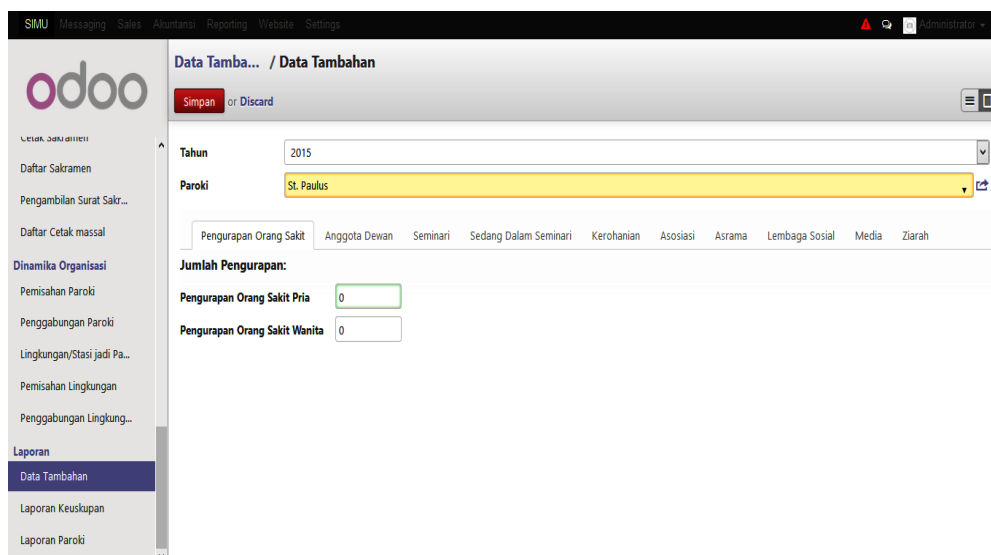 SIMU Messaging Sales Akuntansi Reporting Website Settings Administrator
odoo
Cetak Sakramen
Daftar Sakramen
Pengambilan Surat Sakr...
Daftar Cetak massal
Dinamika Organisasi
Pemisahan Paroki
Penggabungan Paroki
Lingkungan/Stasi jadi Pa...
Pemisahan Lingkungan
Penggabungan Lingkung...
Laporan
Data Tambahan
Laporan Keuskupan
Laporan Paroki
Data Tamba... / Data Tambahan
Simpan or Discard
Tahun 2015
Paroki St. Paulus
Pengurapan Orang Sakit Anggota Dewan Seminari Sedang Dalam Seminari Kerohanian Asosiasi Asrama Lembaga Sosial Media Ziarah
Jumlah Pengurapan:
Pengurapan Orang Sakit Pria 0
Pengurapan Orang Sakit Wanita 0